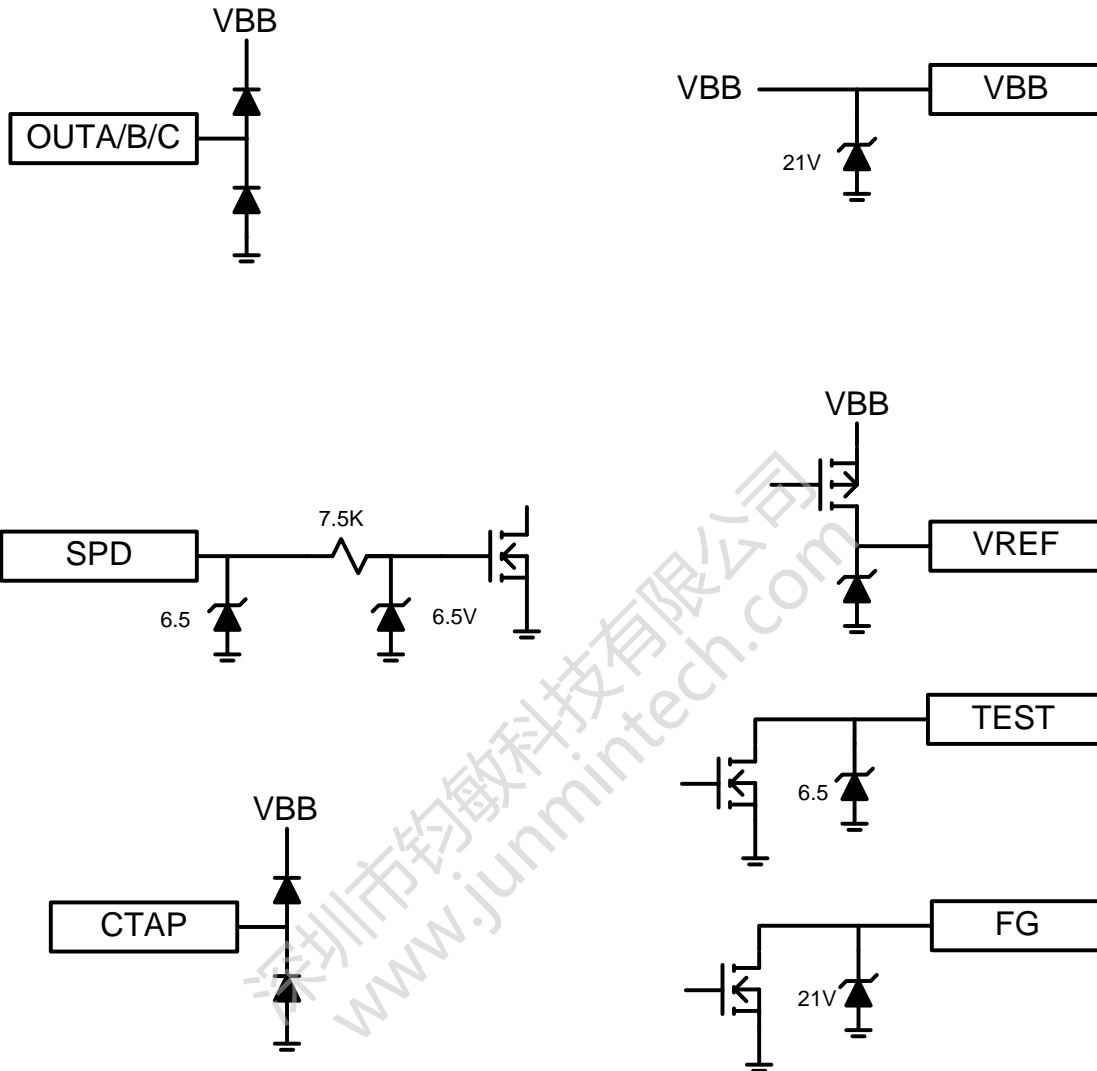 VBB
OUTA/B/C
VBB
VBB
21V
VBB
7.5K
SPD
VREF
6.5
6.5V
TEST
6.5
VBB
CTAP
FG
21V
深圳市钧敏科技有限公司
www.junmintech.com